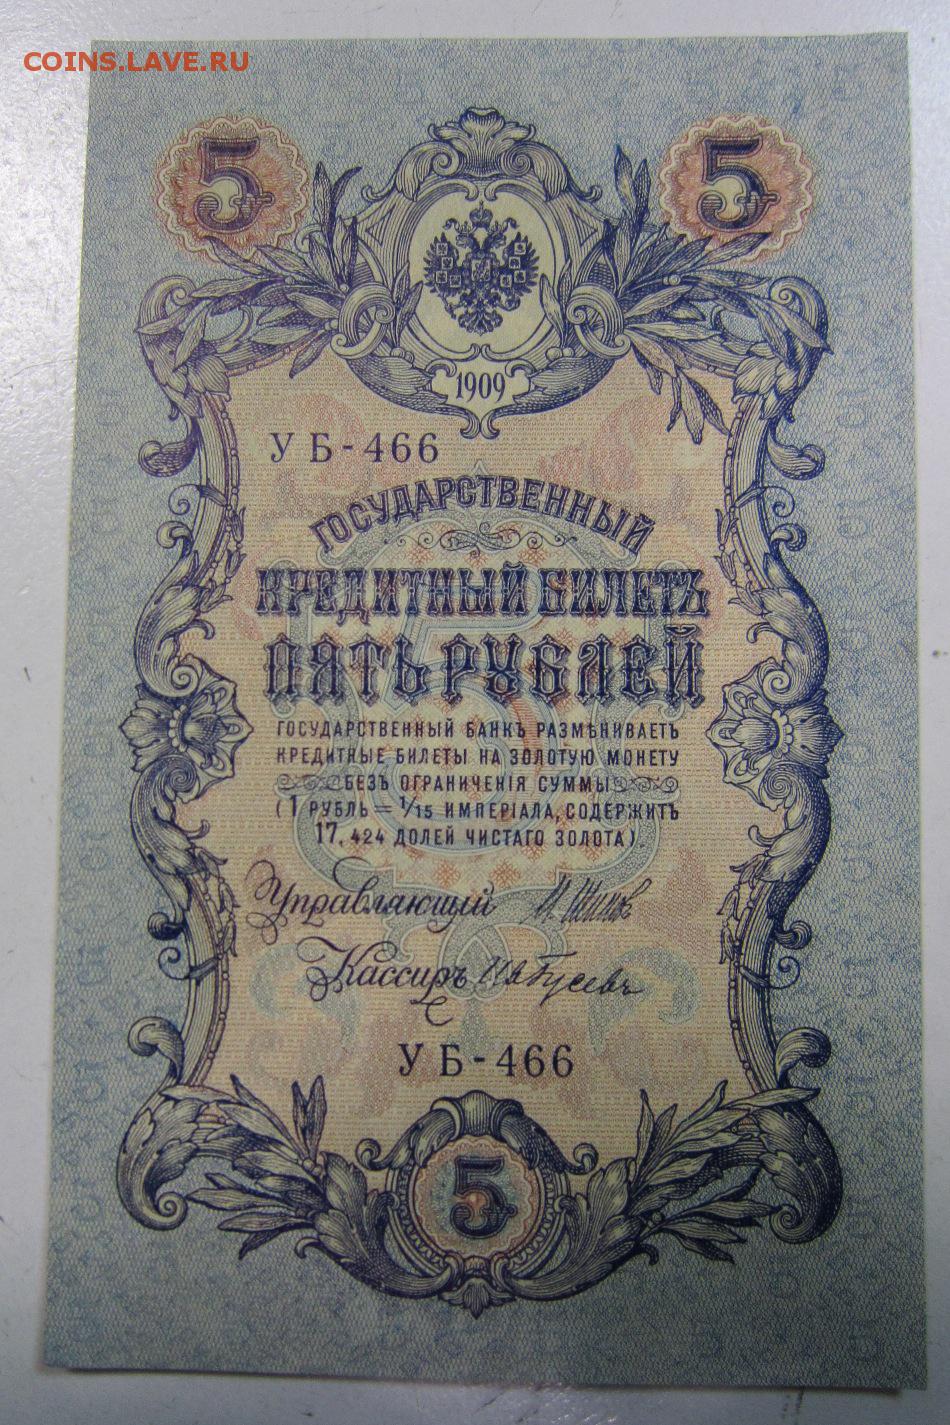 COINS.LAVE.RU
5 5
1909
УБ-466
ГОСУДАРСТВЕННЫЙ
КРЕДИТНЫЙ БИЛЕТЪ
ПЯТЬ РУБЛЕЙ
ГОСУДАРСТВЕННЫЙ БАНКЪ РАЗМѢНИВАЕТЪ
КРЕДИТНЫЕ БИЛЕТЫ НА ЗОЛОТУЮ МОНЕТУ
БЕЗЪ ОГРАНИЧЕНІЯ СУММЫ
(1 РУБЛЬ = 1/15 ИМПЕРІАЛА, СОДЕРЖИТЪ
17,424 ДОЛЕЙ ЧИСТАГО ЗОЛОТА).
Управляющій И. Шиповъ
Кассиръ Гусевъ
УБ-466
5